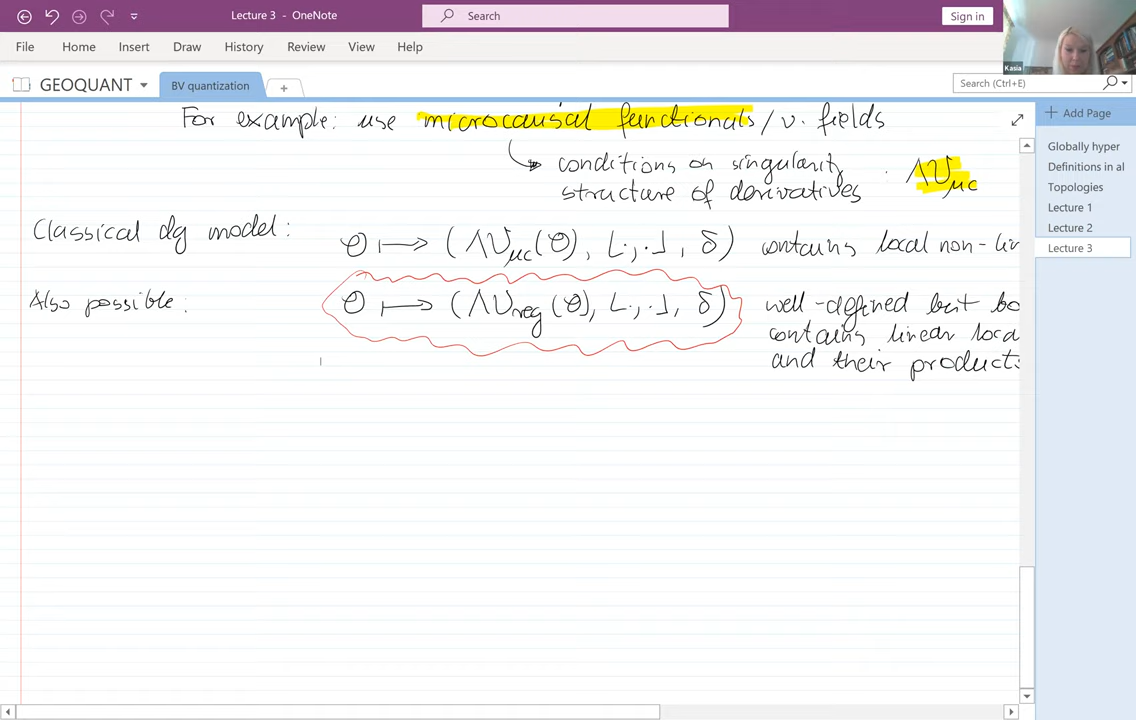 Lecture 3 - OneNote
Search
Sign in
File Home Insert Draw History Review View Help
Kasia
GEOQUANT
BV quantization
Search (Ctrl+E)
Add Page
Globally hyper
Definitions in al
Topologies
Lecture 1
Lecture 2
Lecture 3
For example: use microcausal functionals / v. fields
conditions on singularity
structure of derivatives
ΛV_μc
Classical dg model: O ↦ (ΛV_μc(O), ⌊·,·⌋, δ) contains local non-lin
Also possible: O ↦ (ΛV_reg(O), ⌊·,·⌋, δ) well-defined but bo
contains linear loca
and their products